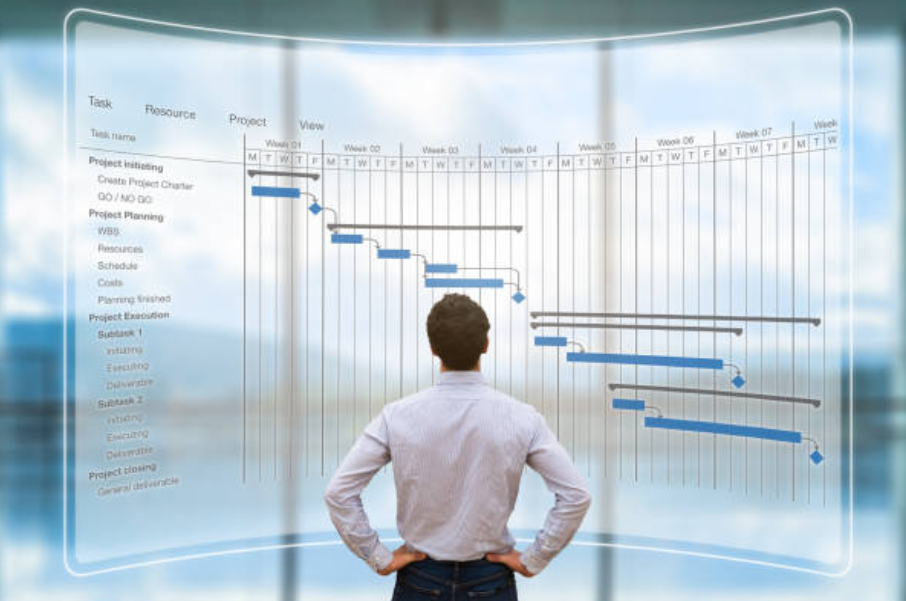 Task Resource Project View
Task name
Week 01 Week 02 Week 03 Week 04 Week 05 Week 06 Week 07 Week
M T W T F M T W T F M T W T F M T W T F M T W T F M T W T F M T W T F M T W
Project Initiating
Create Project Charter
GO / NO GO
Project Planning
WBS
Resources
Schedule
Costs
Planning finished
Project Execution
Subtask 1
Initiating
Executing
Deliverable
Subtask 2
Initiating
Executing
Deliverable
Project closing
General deliverable